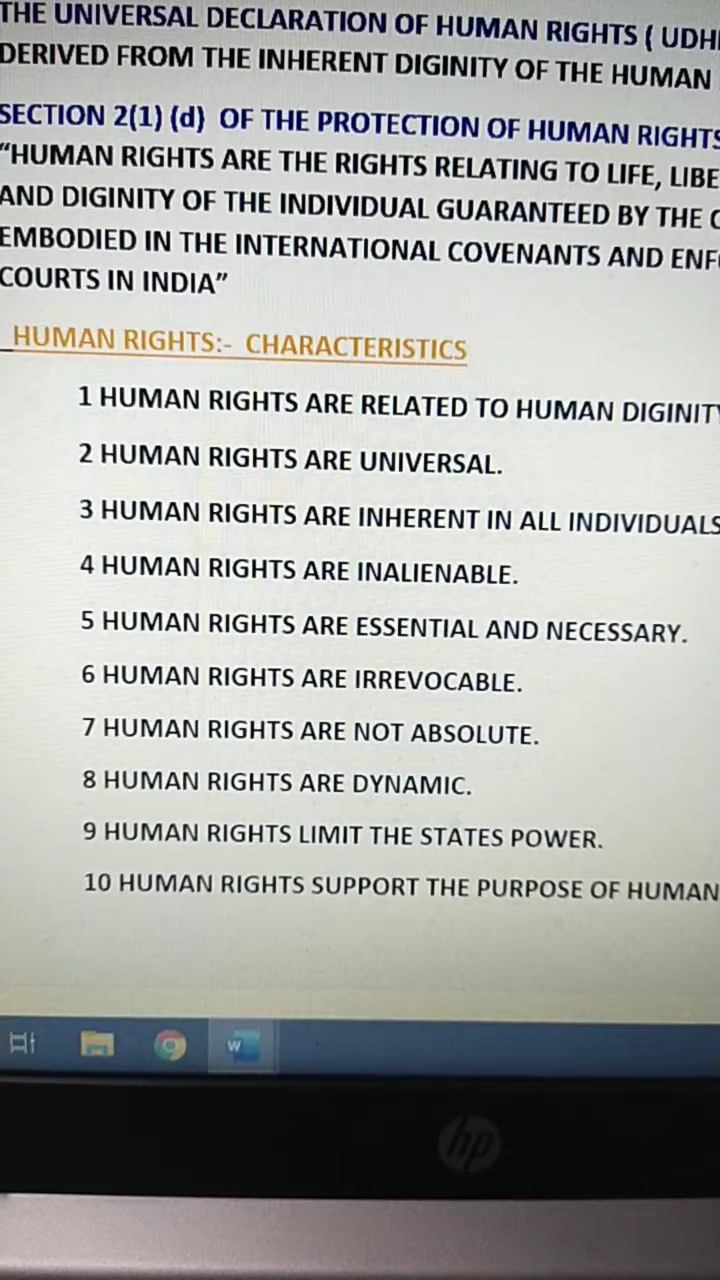 THE UNIVERSAL DECLARATION OF HUMAN RIGHTS ( UDH
DERIVED FROM THE INHERENT DIGINITY OF THE HUMAN
SECTION 2(1) (d) OF THE PROTECTION OF HUMAN RIGHTS
“HUMAN RIGHTS ARE THE RIGHTS RELATING TO LIFE, LIBE
AND DIGINITY OF THE INDIVIDUAL GUARANTEED BY THE
EMBODIED IN THE INTERNATIONAL COVENANTS AND ENF
COURTS IN INDIA”
HUMAN RIGHTS:- CHARACTERISTICS
1 HUMAN RIGHTS ARE RELATED TO HUMAN DIGINITY
2 HUMAN RIGHTS ARE UNIVERSAL.
3 HUMAN RIGHTS ARE INHERENT IN ALL INDIVIDUALS
4 HUMAN RIGHTS ARE INALIENABLE.
5 HUMAN RIGHTS ARE ESSENTIAL AND NECESSARY.
6 HUMAN RIGHTS ARE IRREVOCABLE.
7 HUMAN RIGHTS ARE NOT ABSOLUTE.
8 HUMAN RIGHTS ARE DYNAMIC.
9 HUMAN RIGHTS LIMIT THE STATES POWER.
10 HUMAN RIGHTS SUPPORT THE PURPOSE OF HUMAN
W
hp